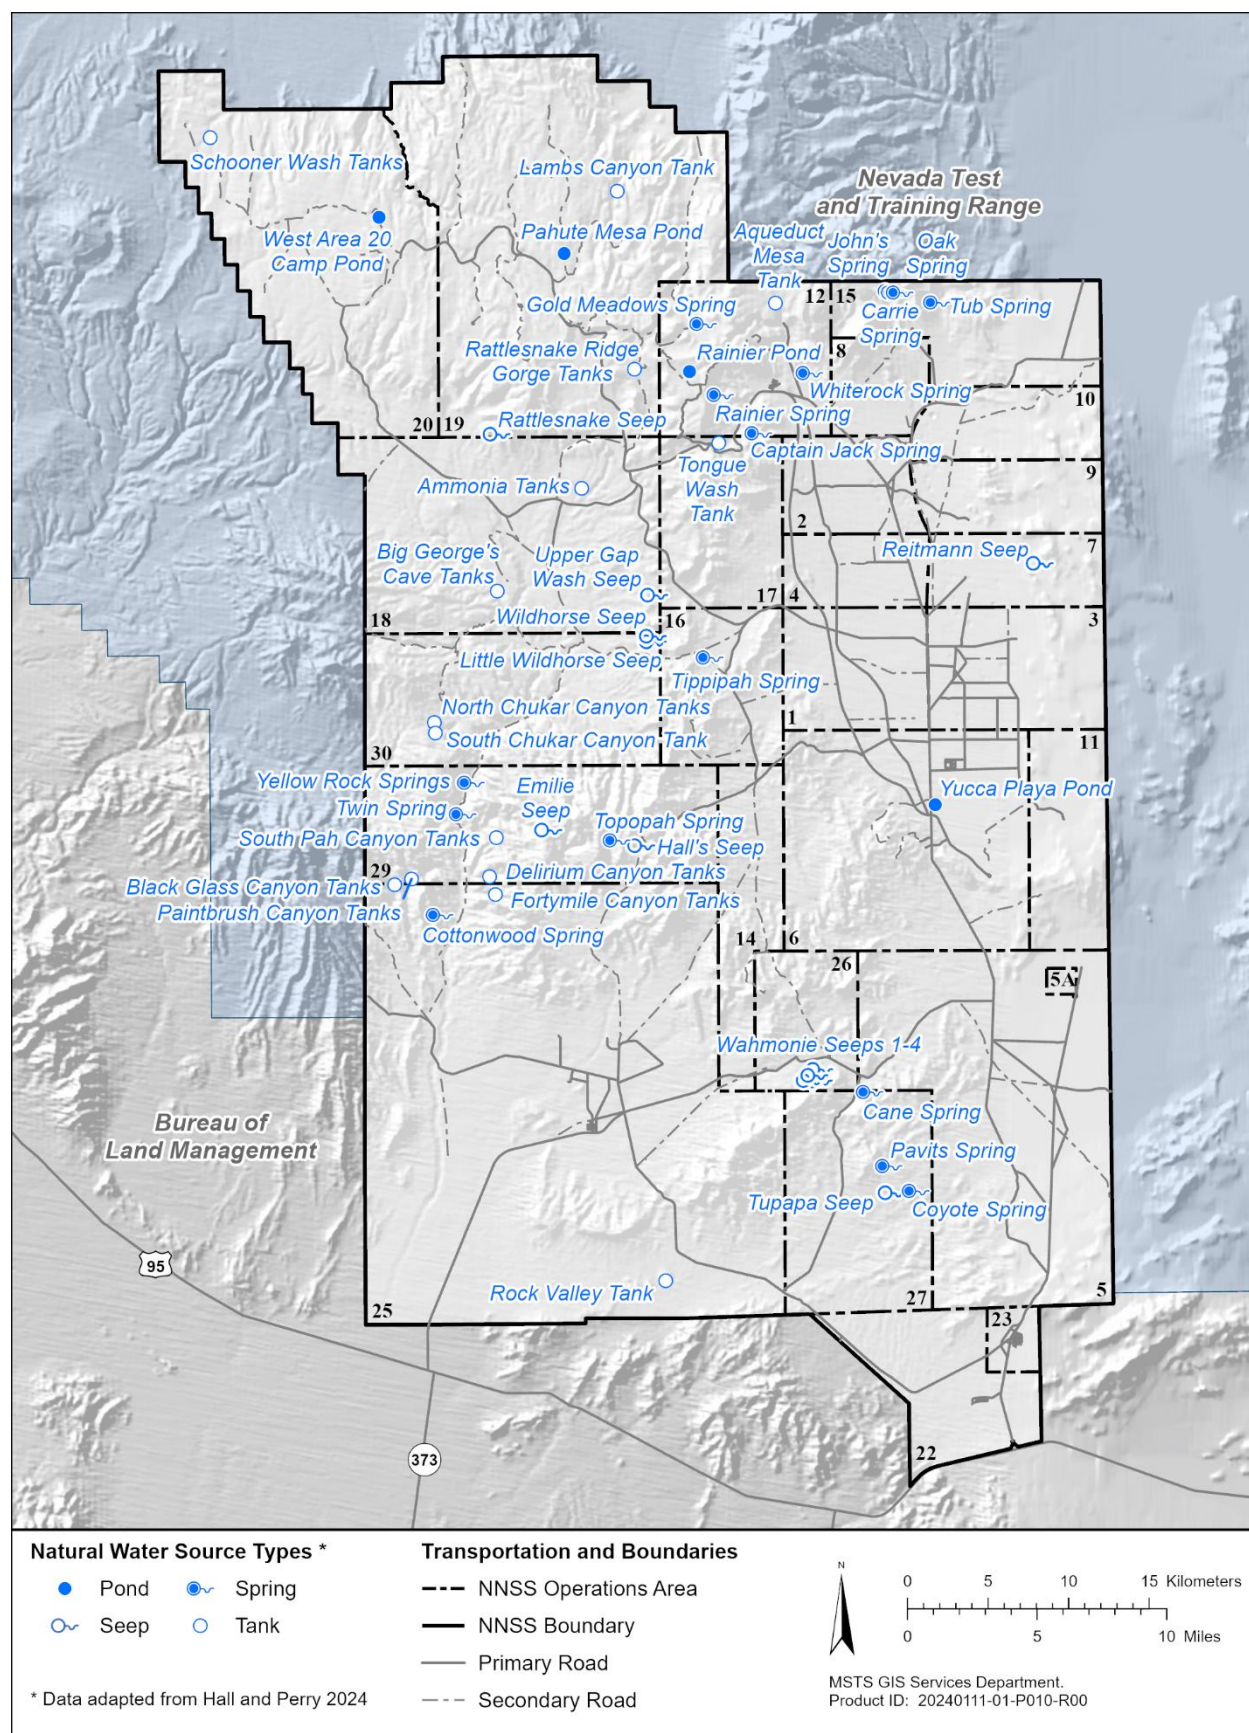 Schooner Wash Tanks
Lambs Canyon Tank
Nevada Test
and Training Range
West Area 20
Camp Pond
Pahute Mesa Pond
Aqueduct
Mesa
Tank
John's
Spring
Oak
Spring
Gold Meadows Spring
12
15
Carrie
Spring
Tub Spring
Rattlesnake Ridge
Gorge Tanks
Rainier Pond
8
Whiterock Spring
10
Rainier Spring
20
19
Rattlesnake Seep
Captain Jack Spring
Tongue
Wash
Tank
9
Ammonia Tanks
2
7
Reitmann Seep
Big George's
Cave Tanks
Upper Gap
Wash Seep
17
4
3
18
Wildhorse Seep
16
Little Wildhorse Seep
Tippipah Spring
North Chukar Canyon Tanks
South Chukar Canyon Tank
1
11
30
Yellow Rock Springs
Twin Spring
Emilie
Seep
Yucca Playa Pond
South Pah Canyon Tanks
Topopah Spring
Hall's Seep
29
Black Glass Canyon Tanks
Delirium Canyon Tanks
Paintbrush Canyon Tanks
Fortymile Canyon Tanks
Cottonwood Spring
14
6
26
5A
Wahmonie Seeps 1-4
Bureau of
Land Management
Cane Spring
Pavits Spring
Tupapa Seep
Coyote Spring
95
Rock Valley Tank
25
27
5
23
373
22
Natural Water Source Types *
Pond
Spring
Seep
Tank
* Data adapted from Hall and Perry 2024
Transportation and Boundaries
NNSS Operations Area
NNSS Boundary
Primary Road
Secondary Road
N
0 5 10 15 Kilometers
0 5 10 Miles
MSTS GIS Services Department.
Product ID: 20240111-01-P010-R00